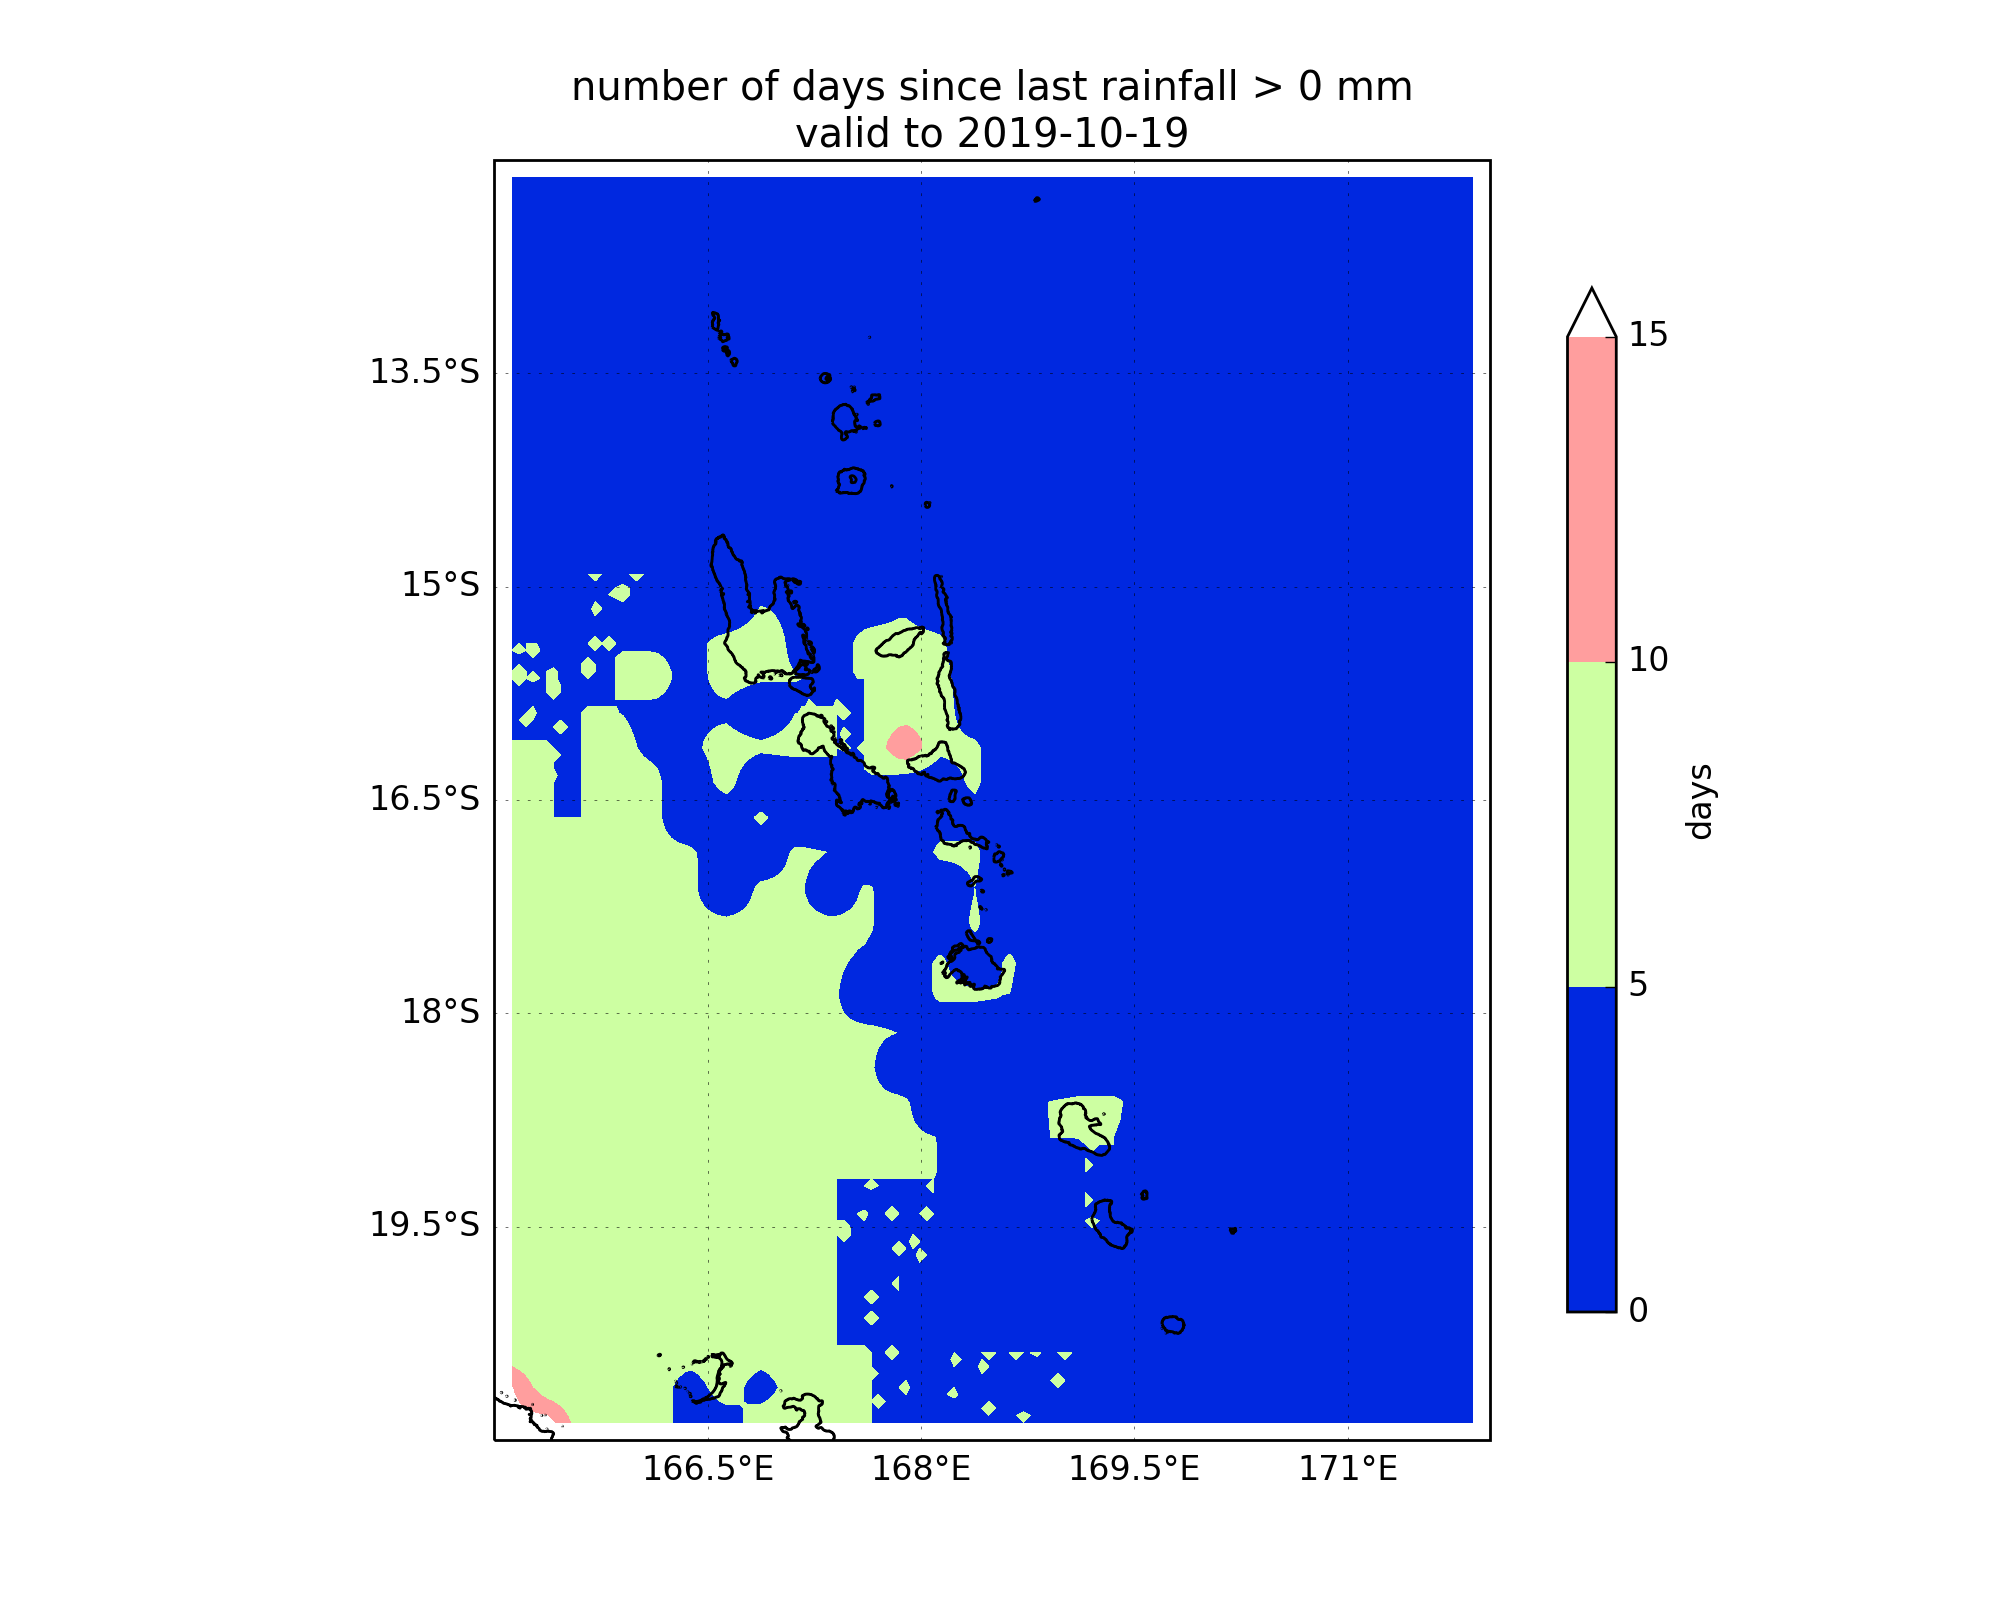 number of days since last rainfall > 0 mm
valid to 2019-10-19
13.5°S
15°S
16.5°S
18°S
19.5°S
166.5°E
168°E
169.5°E
171°E
15
10
5
0
days